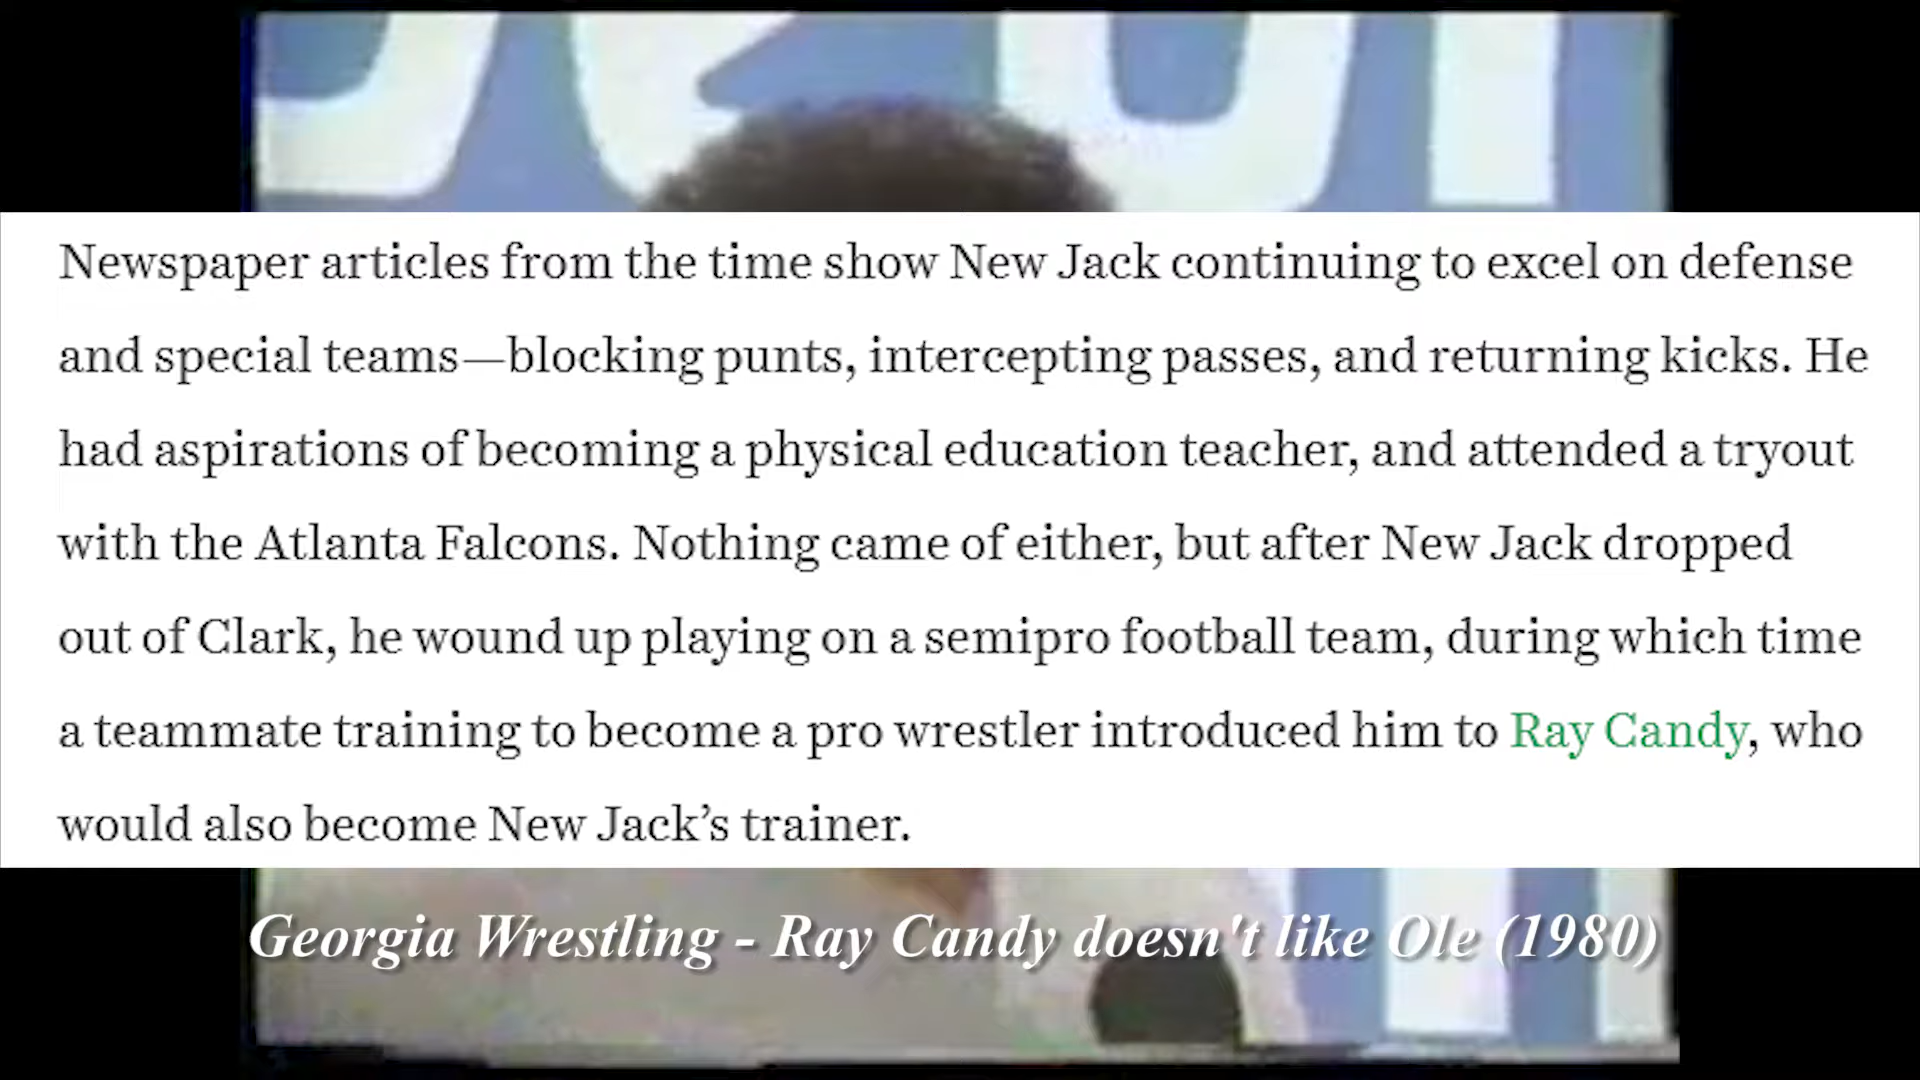 Newspaper articles from the time show New Jack continuing to excel on defense
and special teams—blocking punts, intercepting passes, and returning kicks. He
had aspirations of becoming a physical education teacher, and attended a tryout
with the Atlanta Falcons. Nothing came of either, but after New Jack dropped
out of Clark, he wound up playing on a semipro football team, during which time
a teammate training to become a pro wrestler introduced him to Ray Candy, who
would also become New Jack’s trainer.
Georgia Wrestling - Ray Candy doesn't like Ole (1980)